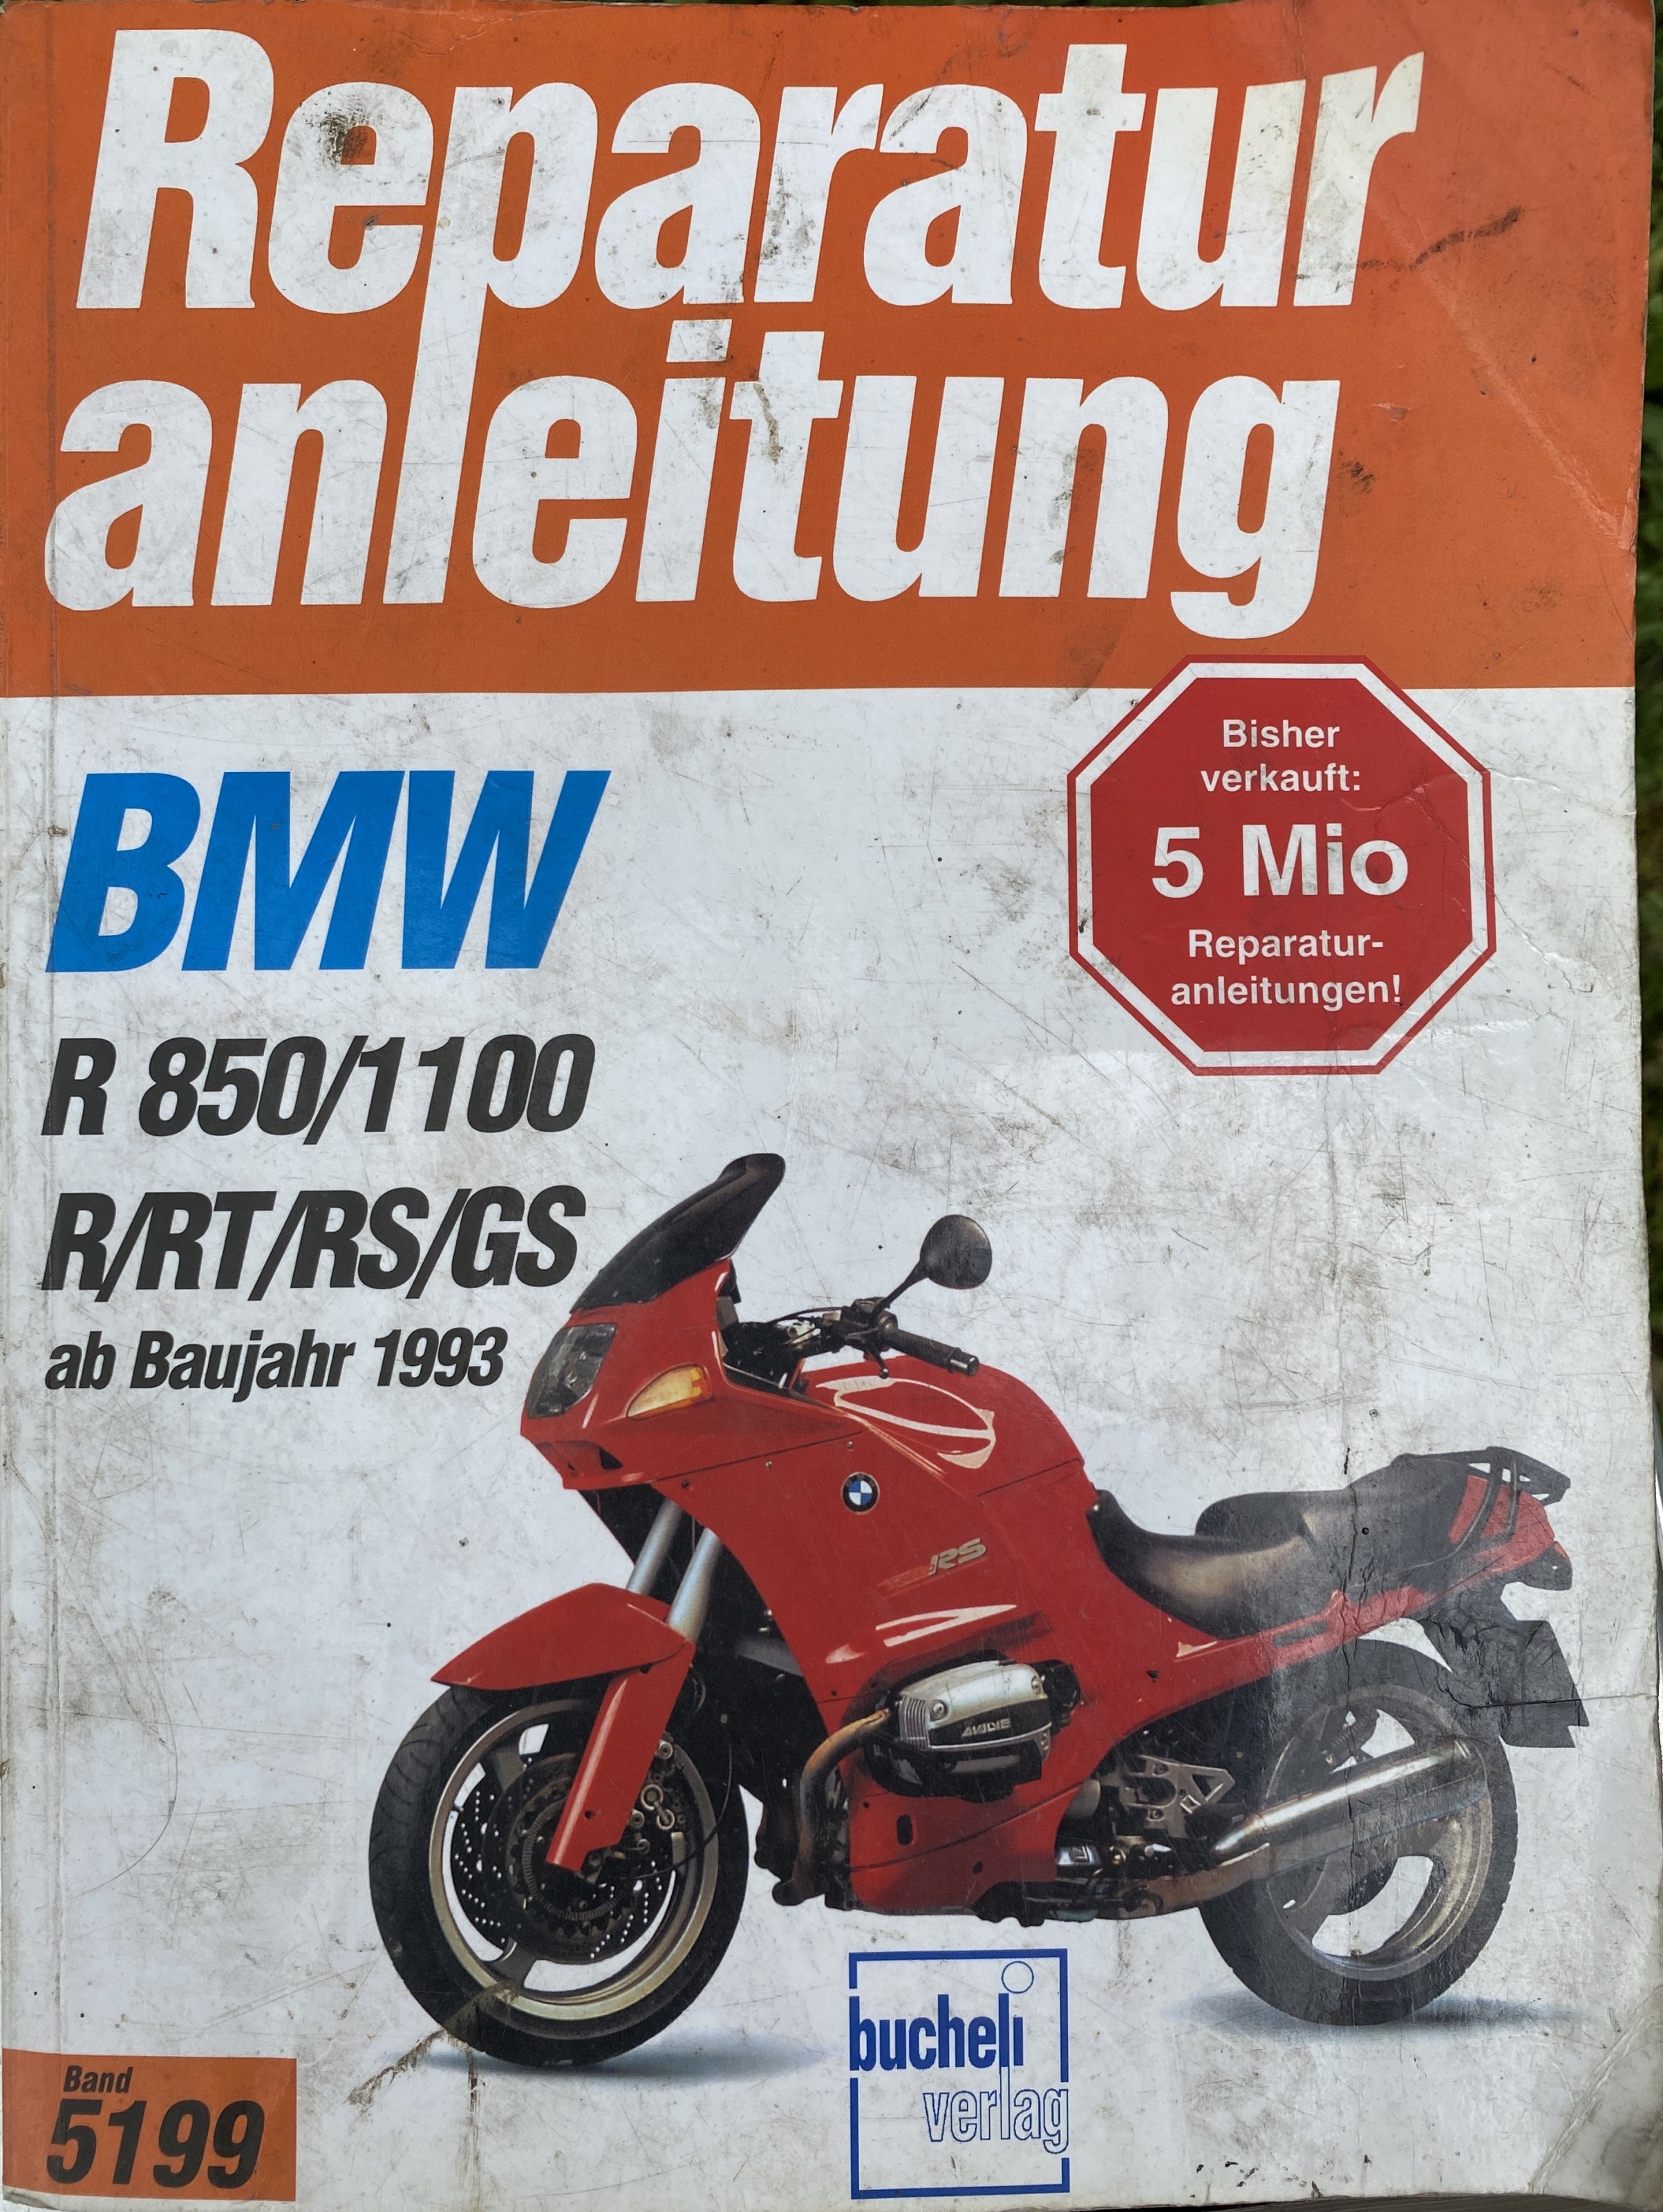 Reparatur
anleitung
Bisher
verkauft:
5 Mio
Reparatur-
anleitungen!
BMW
R 850/1100
R/RT/RS/GS
ab Baujahr 1993
RS
bucheli
verlag
Band
5199